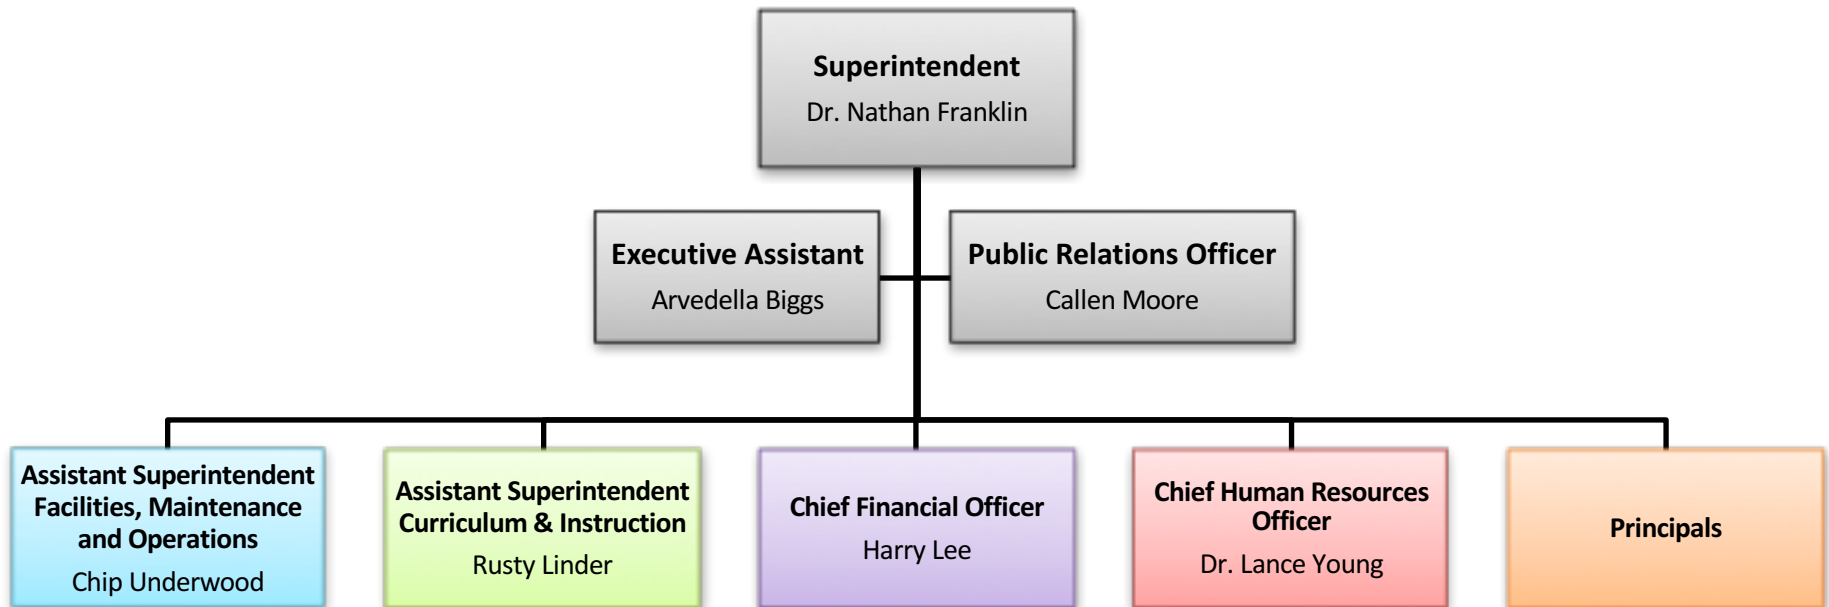 Superintendent
Dr. Nathan Franklin
Executive Assistant
Arvedella Biggs
Public Relations Officer
Callen Moore
Assistant Superintendent
Facilities, Maintenance
and Operations
Chip Underwood
Assistant Superintendent
Curriculum & Instruction
Rusty Linder
Chief Financial Officer
Harry Lee
Chief Human Resources
Officer
Dr. Lance Young
Principals